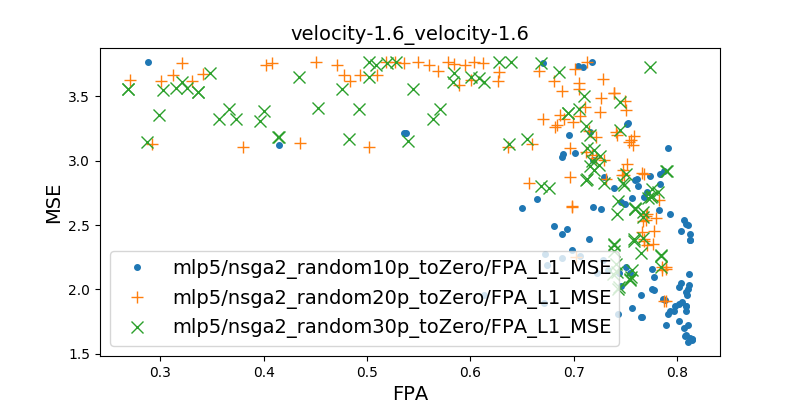 velocity-1.6_velocity-1.6
MSE
3.5
3.0
2.5
2.0
1.5
mlp5/nsga2_random10p_toZero/FPA_L1_MSE
mlp5/nsga2_random20p_toZero/FPA_L1_MSE
mlp5/nsga2_random30p_toZero/FPA_L1_MSE
0.3 0.4 0.5 0.6 0.7 0.8
FPA